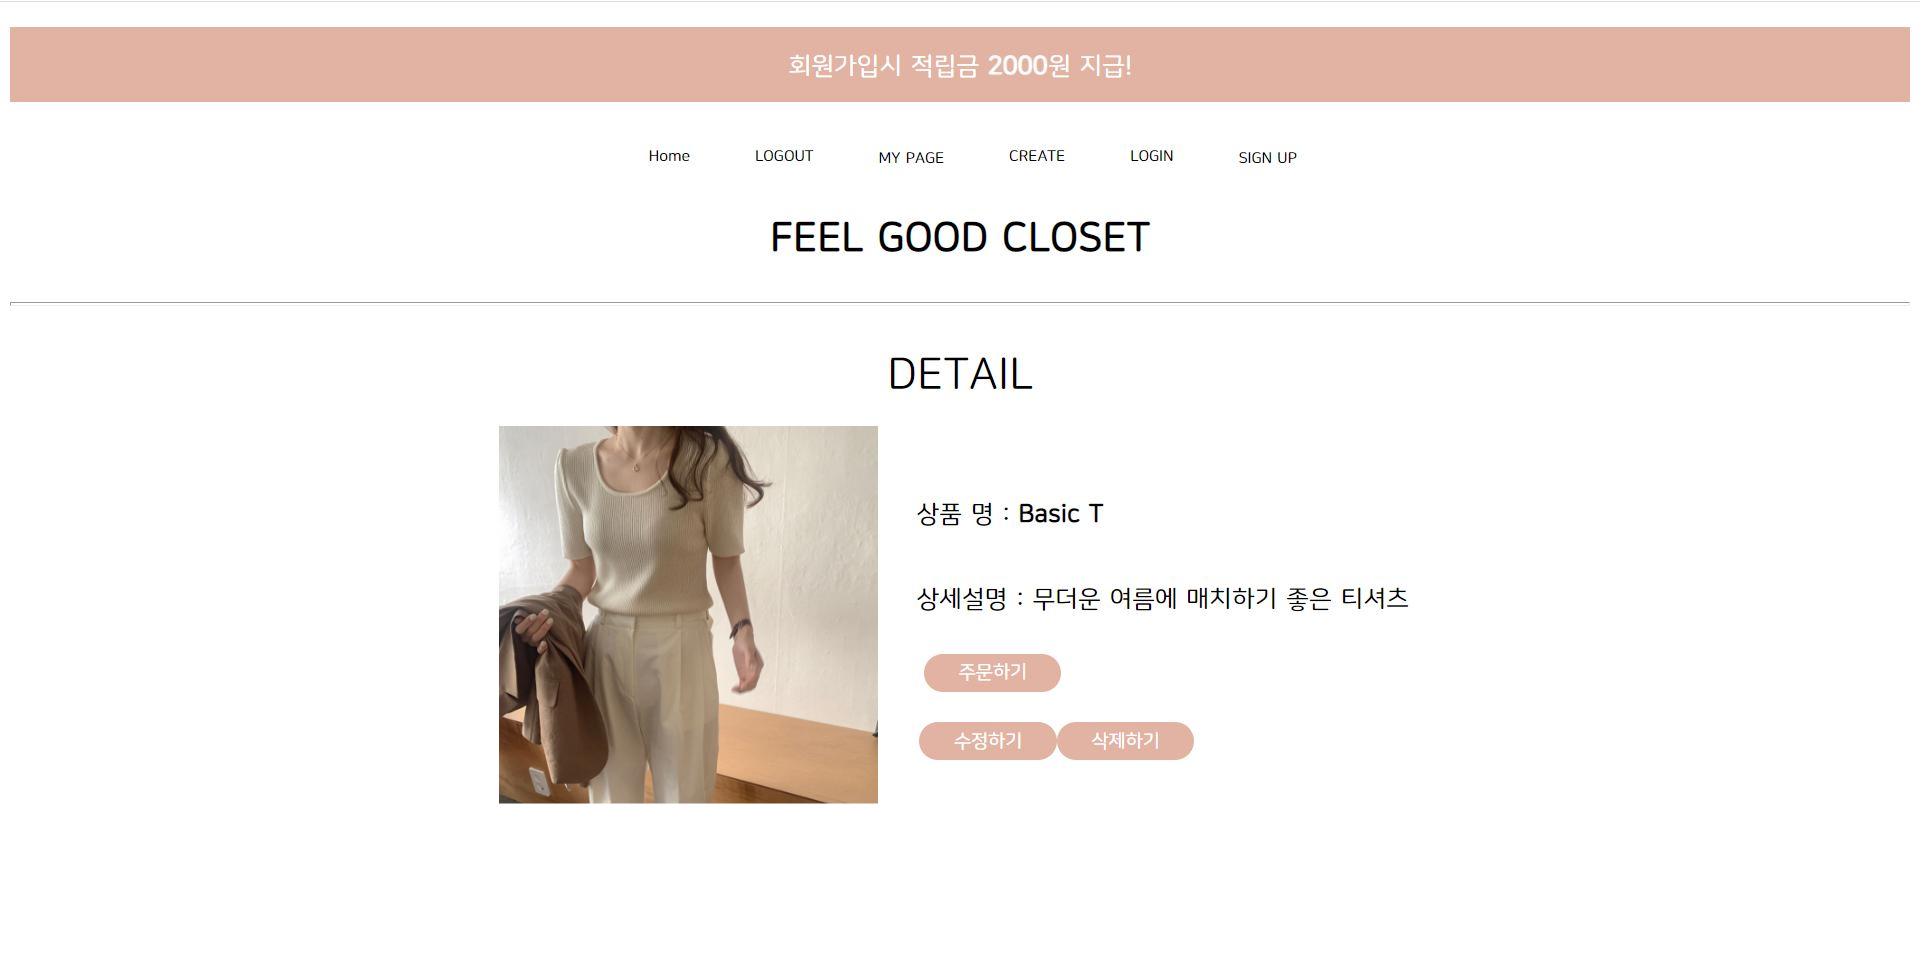 회원가입시 적립금 2000원 지급!
Home LOGOUT MY PAGE CREATE LOGIN SIGN UP
FEEL GOOD CLOSET
DETAIL
상품 명 : Basic T
상세설명 : 무더운 여름에 매치하기 좋은 티셔츠
주문하기
수정하기 삭제하기